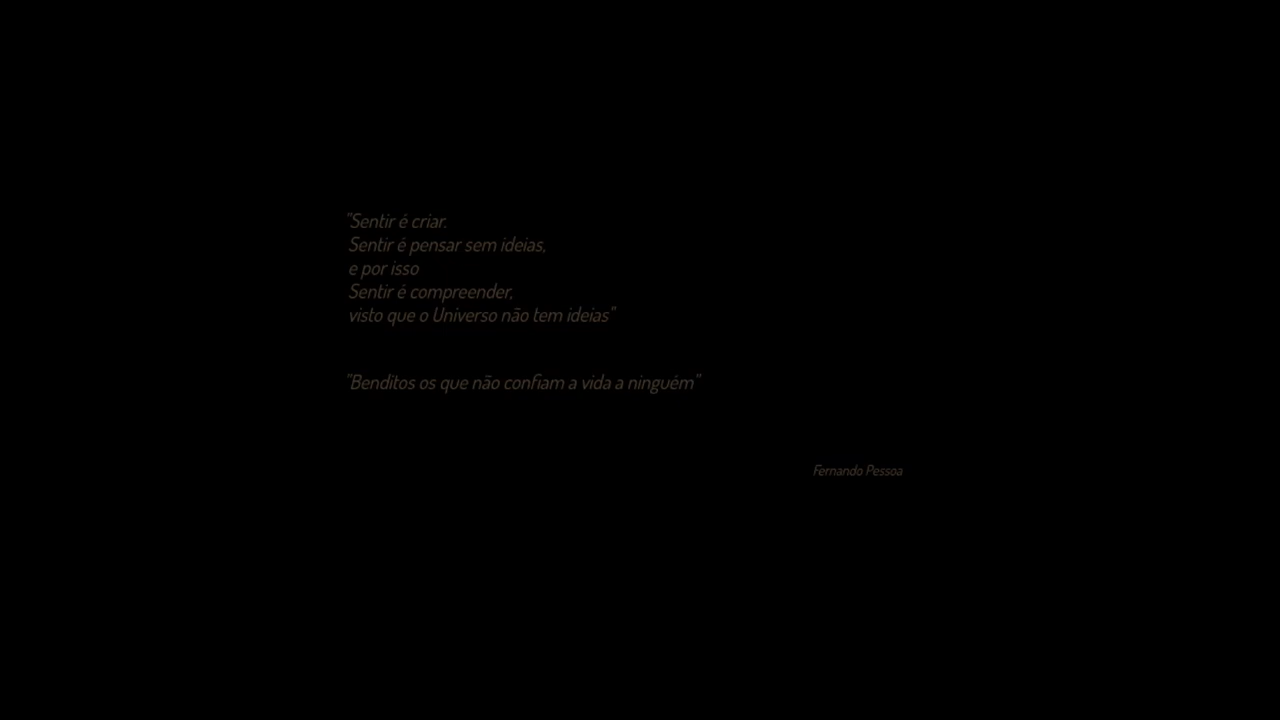 "Sentir é criar.
Sentir é pensar sem ideias,
e por isso
Sentir é compreender,
visto que o Universo não tem ideias"
"Benditos os que não confiam a vida a ninguém"
Fernando Pessoa